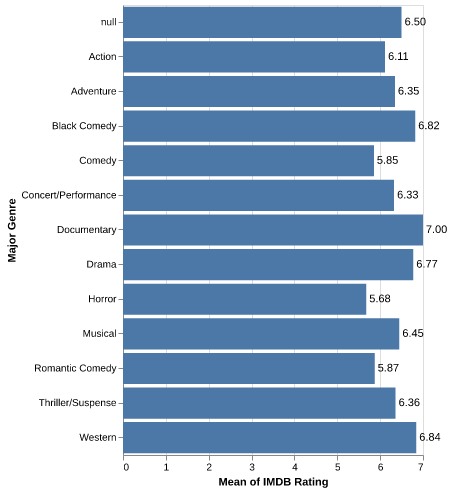 null 6.50
Action 6.11
Adventure 6.35
Black Comedy 6.82
Comedy 5.85
Concert/Performance 6.33
Documentary 7.00
Drama 6.77
Horror 5.68
Musical 6.45
Romantic Comedy 5.87
Thriller/Suspense 6.36
Western 6.84
0 1 2 3 4 5 6 7
Mean of IMDB Rating
Major Genre